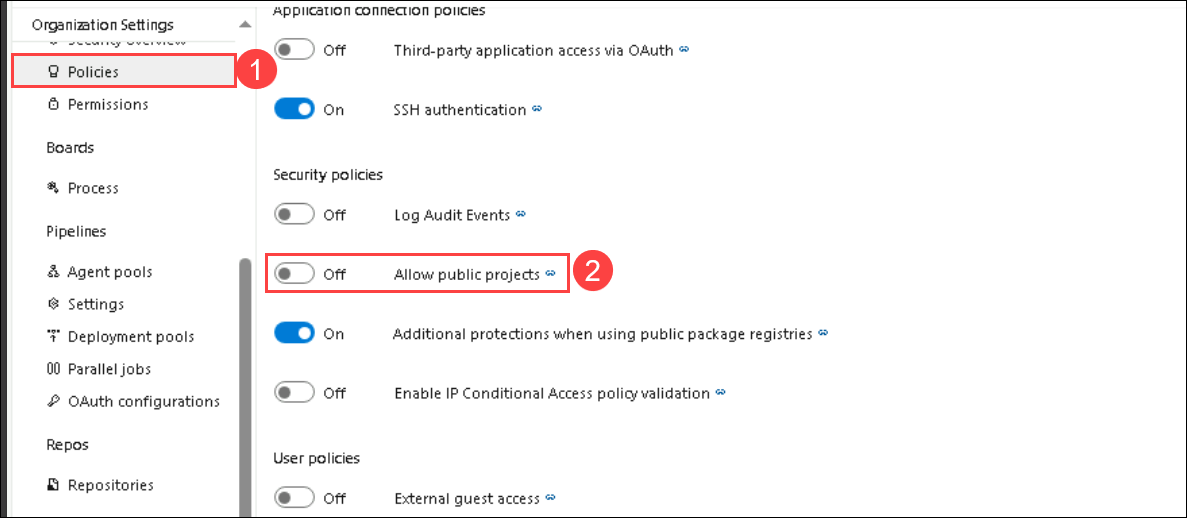 Organization Settings
Security overview
Policies
1
Permissions
Boards
Process
Pipelines
Agent pools
Settings
Deployment pools
Parallel jobs
OAuth configurations
Repos
Repositories
Application connection policies
Off Third-party application access via OAuth
On SSH authentication
Security policies
Off Log Audit Events
Off Allow public projects
2
On Additional protections when using public package registries
Off Enable IP Conditional Access policy validation
User policies
Off External guest access